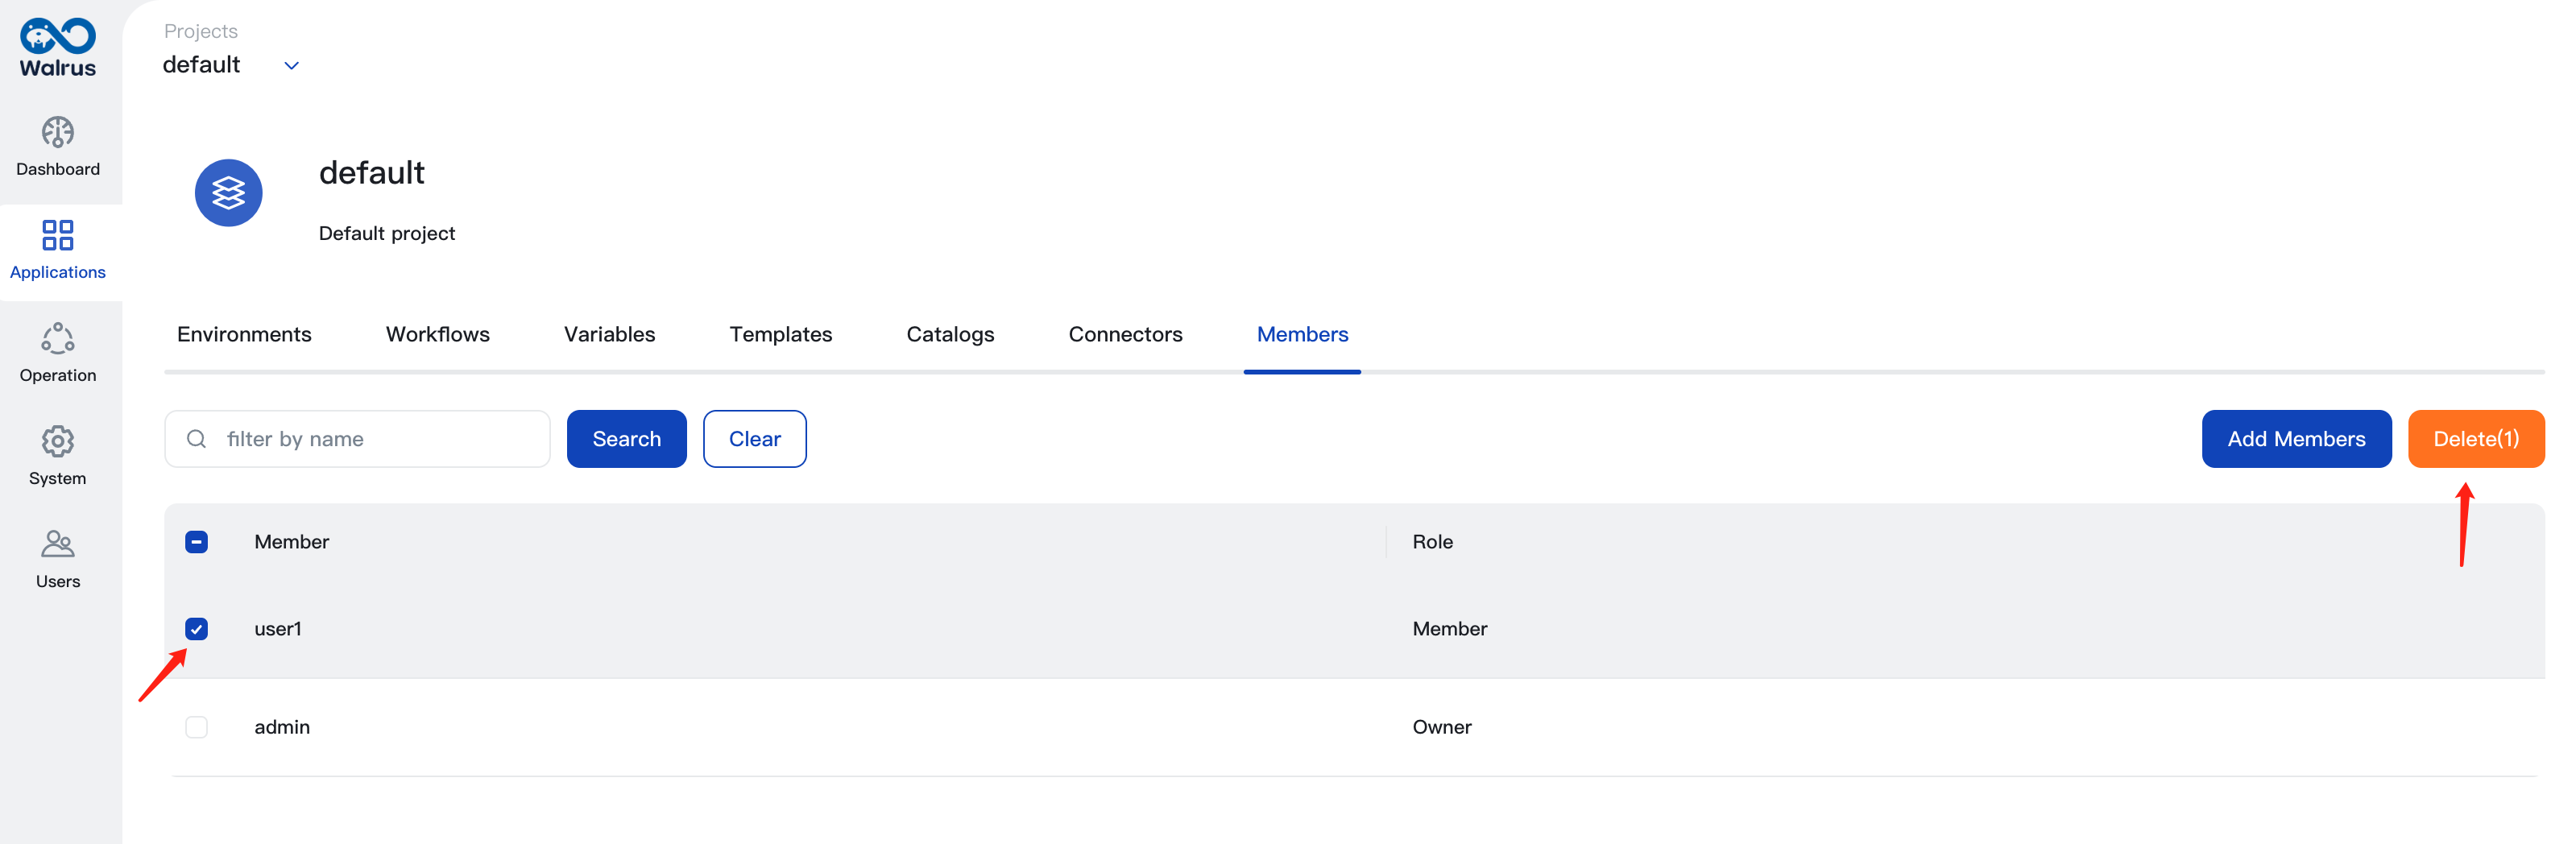 Walrus
Dashboard
Applications
Operation
System
Users
Projects
default
default
Default project
Environments Workflows Variables Templates Catalogs Connectors Members
filter by name Search Clear Add Members Delete(1)
Member Role
user1 Member
admin Owner